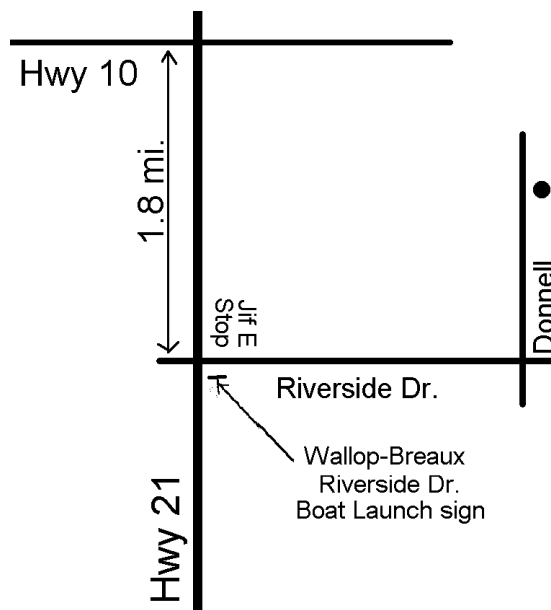 Hwy 10
1.8 mi.
Jif E
Stop
Donnell
Riverside Dr.
Wallop-Breaux
Riverside Dr.
Boat Launch sign
Hwy 21